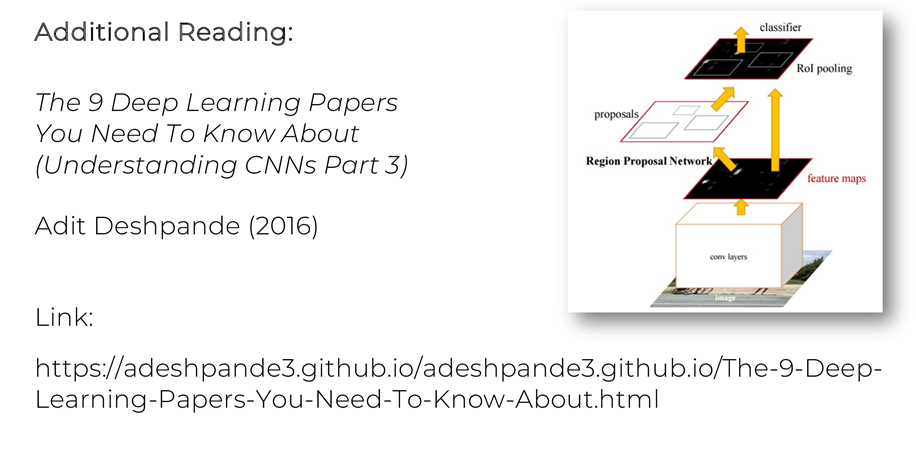 Additional Reading:
The 9 Deep Learning Papers
You Need To Know About
(Understanding CNNs Part 3)
Adit Deshpande (2016)
Link:
https://adeshpande3.github.io/adeshpande3.github.io/The-9-Deep-
Learning-Papers-You-Need-To-Know-About.html
classifier
RoI pooling
proposals
Region Proposal Network
feature maps
conv layers
image